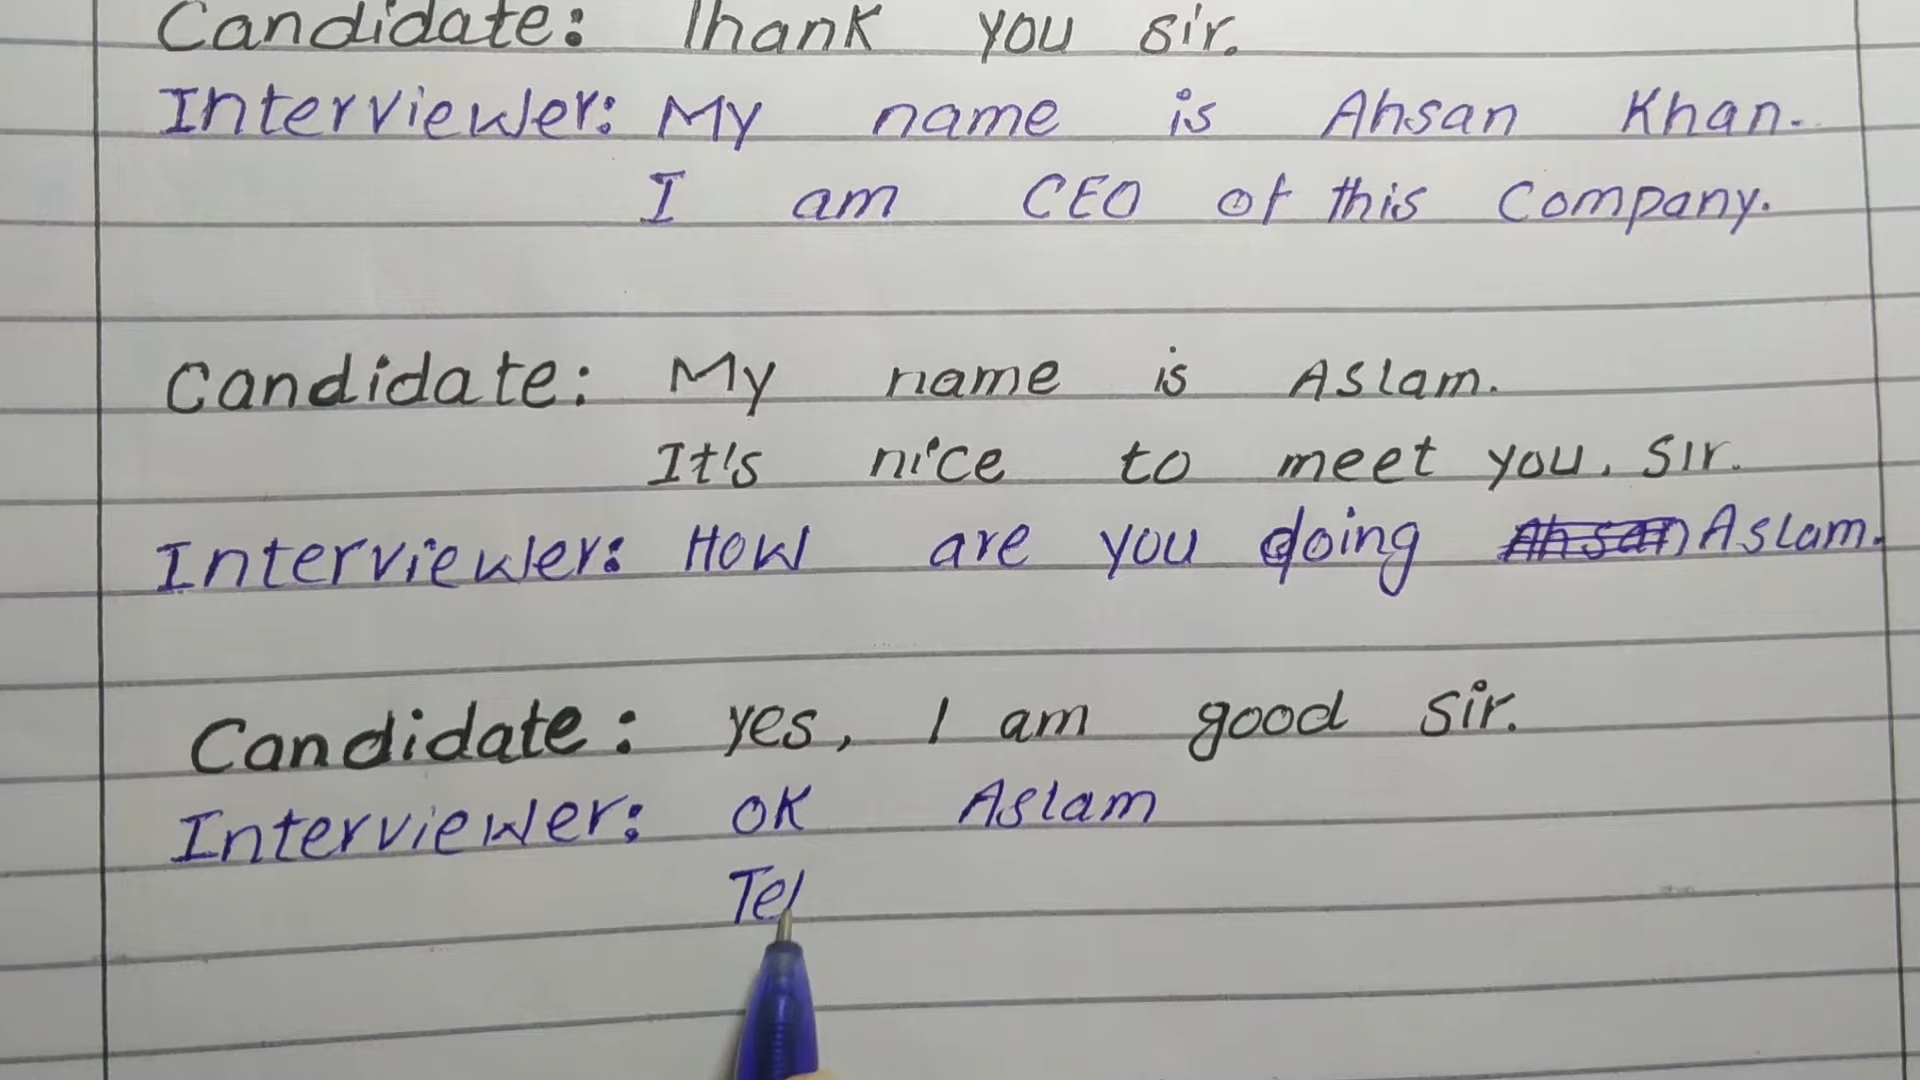 Candidate: Thank you sir.
Interviewer: My name is Ahsan Khan.
I am CEO of this Company.
Candidate: My name is Aslam.
It's nice to meet you. Sir.
Interviewer: How are you doing Ahsan Aslam.
Candidate: yes, I am good Sir.
Interviewer: OK Aslam
Tel